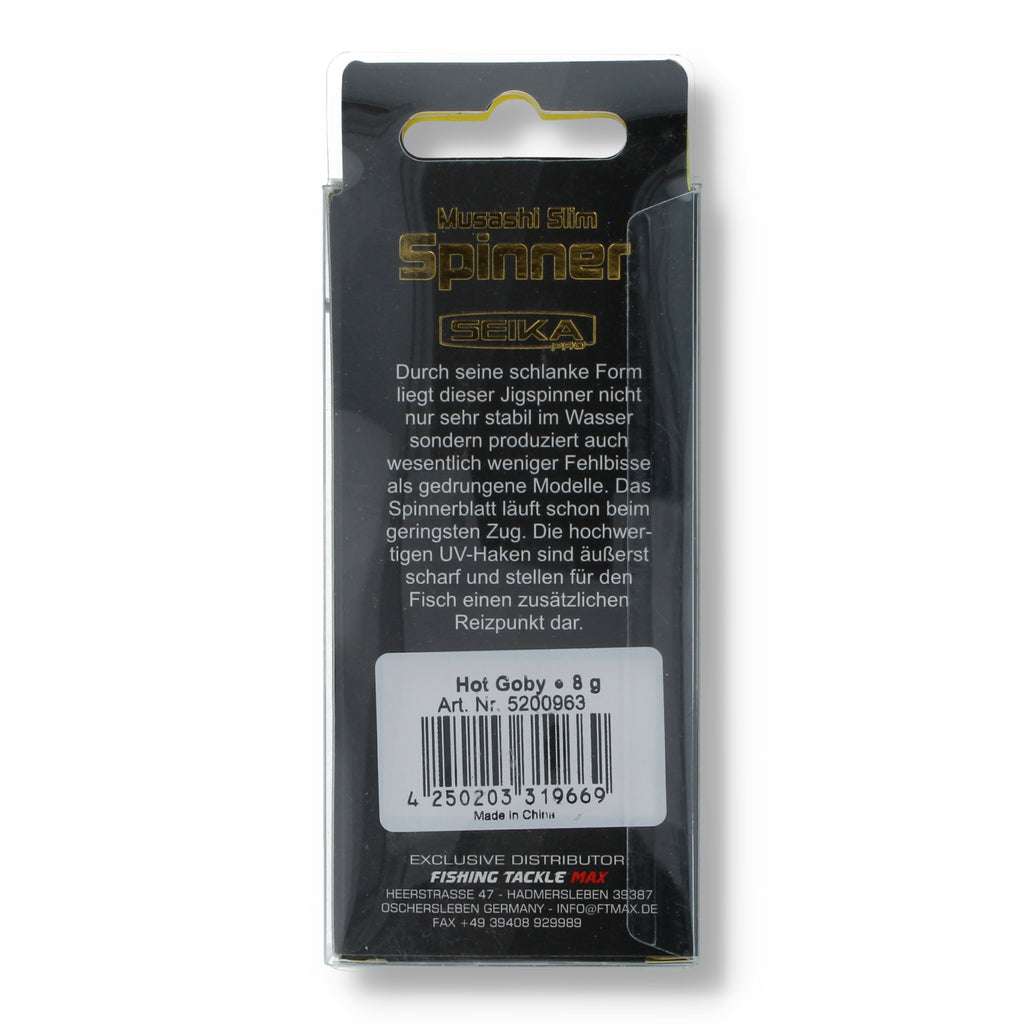 Musashi Slim
Spinner
SEIKA
PRO
Durch seine schlanke Form
liegt dieser Jigspinner nicht
nur sehr stabil im Wasser
sondern produziert auch
wesentlich weniger Fehlbisse
als gedrungene Modelle. Das
Spinnerblatt läuft schon beim
geringsten Zug. Die hochwer-
tigen UV-Haken sind äußerst
scharf und stellen für den
Fisch einen zusätzlichen
Reizpunkt dar.
Hot Goby • 8 g
Art. Nr. 5200963
4 250203 319669
Made in China
EXCLUSIVE DISTRIBUTOR:
FISHING TACKLE MAX
HEERSTRASSE 47 - HADMERSLEBEN 39387
OSCHERSLEBEN GERMANY - INFO@FTMAX.DE
FAX +49 39408 929989